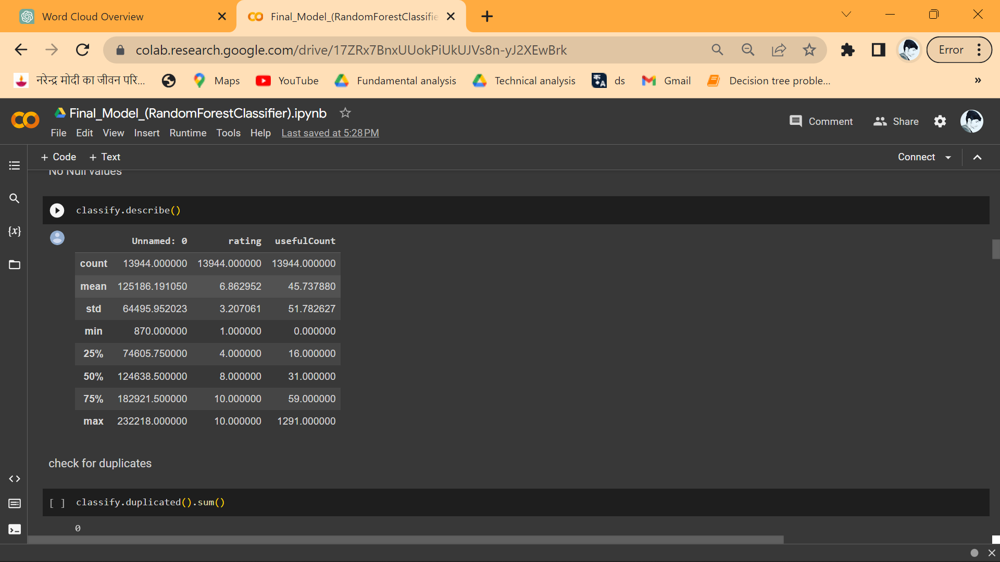 Word Cloud Overview
Final_Model_(RandomForestClassifie
colab.research.google.com/drive/17ZRx7BnxUUokPiUkUJVs8n-yJ2XEwBrk
Error
नरेन्द्र मोदी का जीवन परि...
Maps
YouTube
Fundamental analysis
Technical analysis
ds
Gmail
Decision tree proble...
»
Final_Model_(RandomForestClassifier).ipynb
Comment
Share
File Edit View Insert Runtime Tools Help Last saved at 5:28 PM
+ Code + Text
Connect
No Null values
{x}
classify.describe()
Unnamed: 0 rating usefulCount
count 13944.000000 13944.000000 13944.000000
mean 125186.191050 6.862952 45.737880
std 64495.952023 3.207061 51.782627
min 870.000000 1.000000 0.000000
25% 74605.750000 4.000000 16.000000
50% 124638.500000 8.000000 31.000000
75% 182921.500000 10.000000 59.000000
max 232218.000000 10.000000 1291.000000
check for duplicates
[ ] classify.duplicated().sum()
0